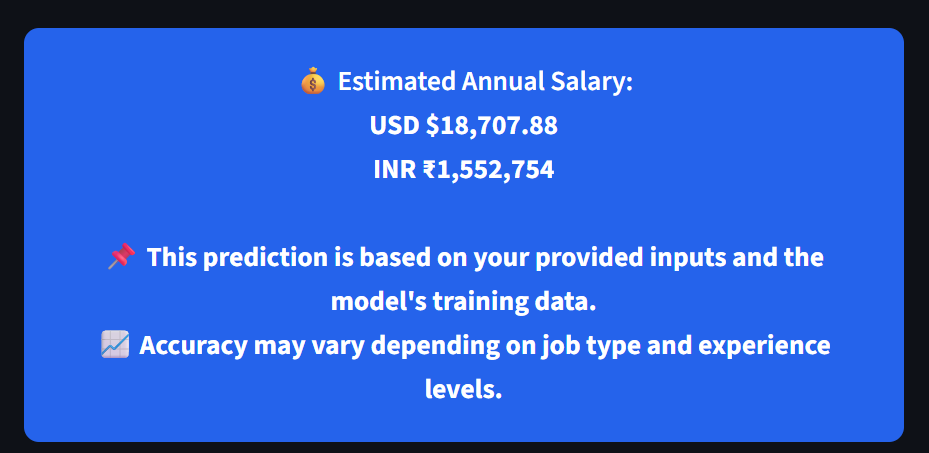 💰 Estimated Annual Salary:
USD $18,707.88
INR ₹1,552,754
📌 This prediction is based on your provided inputs and the
model's training data.
📈 Accuracy may vary depending on job type and experience
levels.